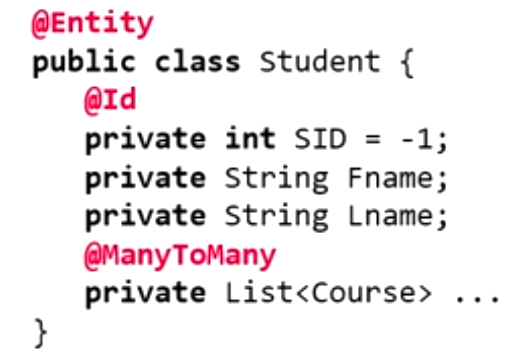 @Entity
public class Student {
@Id
private int SID = -1;
private String Fname;
private String Lname;
@ManyToMany
private List<Course> ...
}